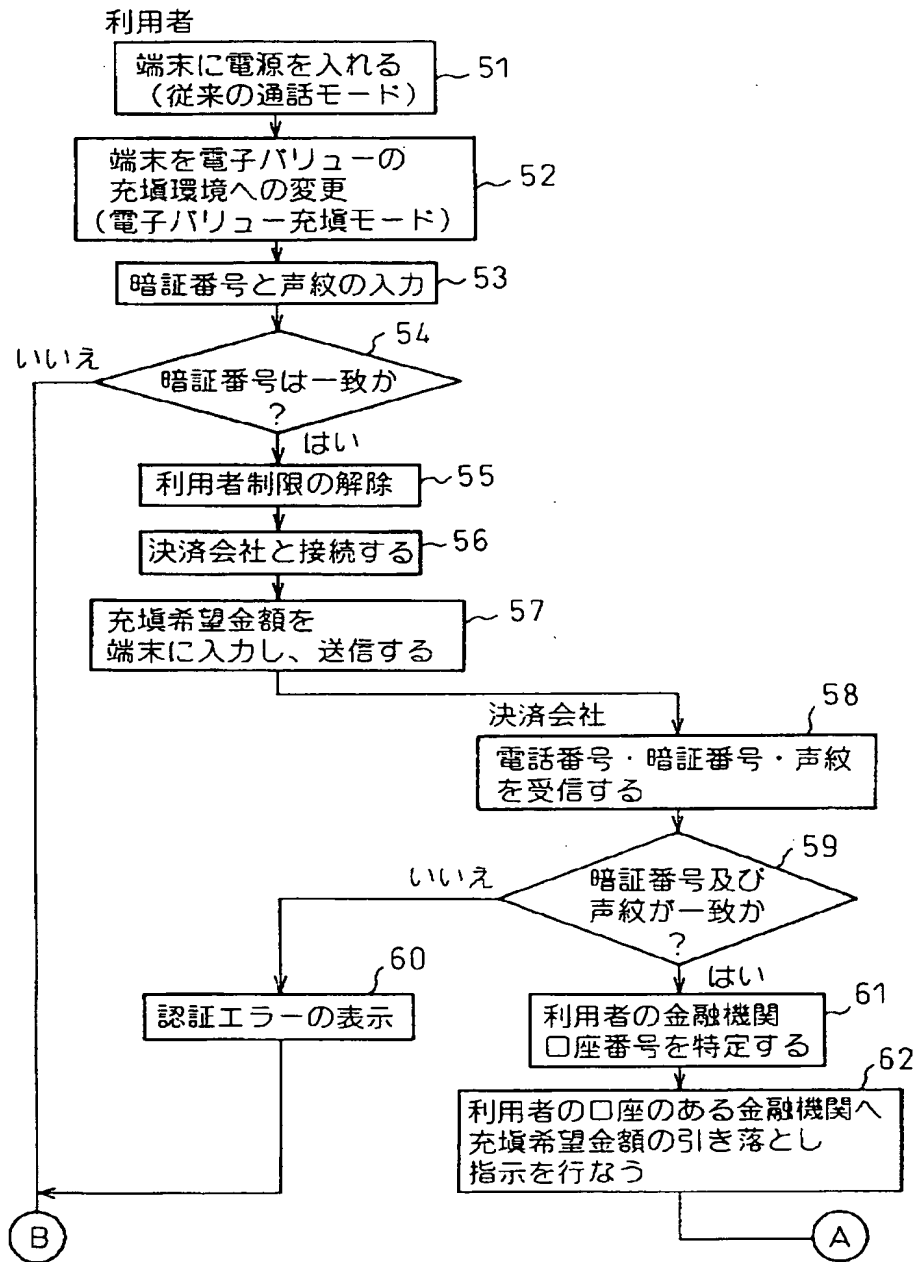 利用者
端末に電源を入れる
(従来の通話モード)
51
端末を電子バリューの
充塡環境への変更
(電子バリュー充塡モード)
52
暗証番号と声紋の入力
53
54
いいえ
暗証番号は一致か
?
はい
利用者制限の解除
55
決済会社と接続する
56
充塡希望金額を
端末に入力し、送信する
57
決済会社
58
電話番号・暗証番号・声紋
を受信する
59
いいえ
暗証番号及び
声紋が一致か
?
はい
60
認証エラーの表示
61
利用者の金融機関
口座番号を特定する
62
利用者の口座のある金融機関へ
充塡希望金額の引き落とし
指示を行なう
B
A